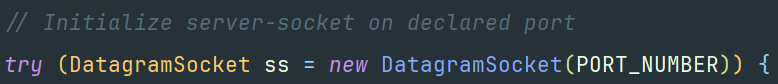 // Initialize server-socket on declared port
try (DatagramSocket ss = new DatagramSocket(PORT_NUMBER)) {